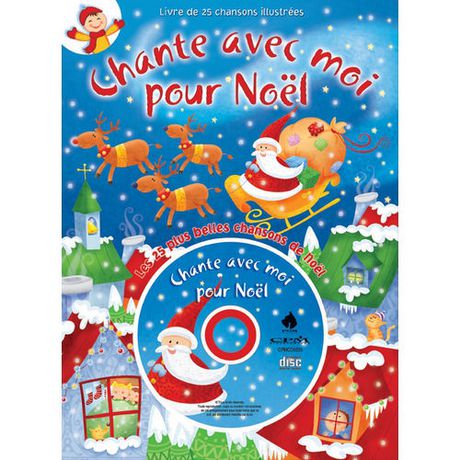 Livre de 25 chansons illustrées
Chante avec moi
pour Noël
Les 25 plus belles chansons de Noël
Chante avec moi
pour Noël
disc